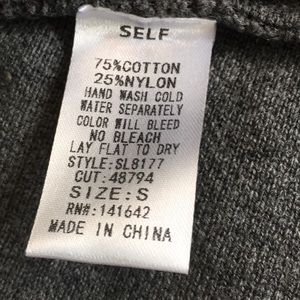 SELF
75%COTTON
25%NYLON
HAND WASH COLD
WATER SEPARATELY
COLOR WILL BLEED
NO BLEACH
LAY FLAT TO DRY
STYLE:SL8177
CUT:48794
SIZE:S
RN#:141642
MADE IN CHINA